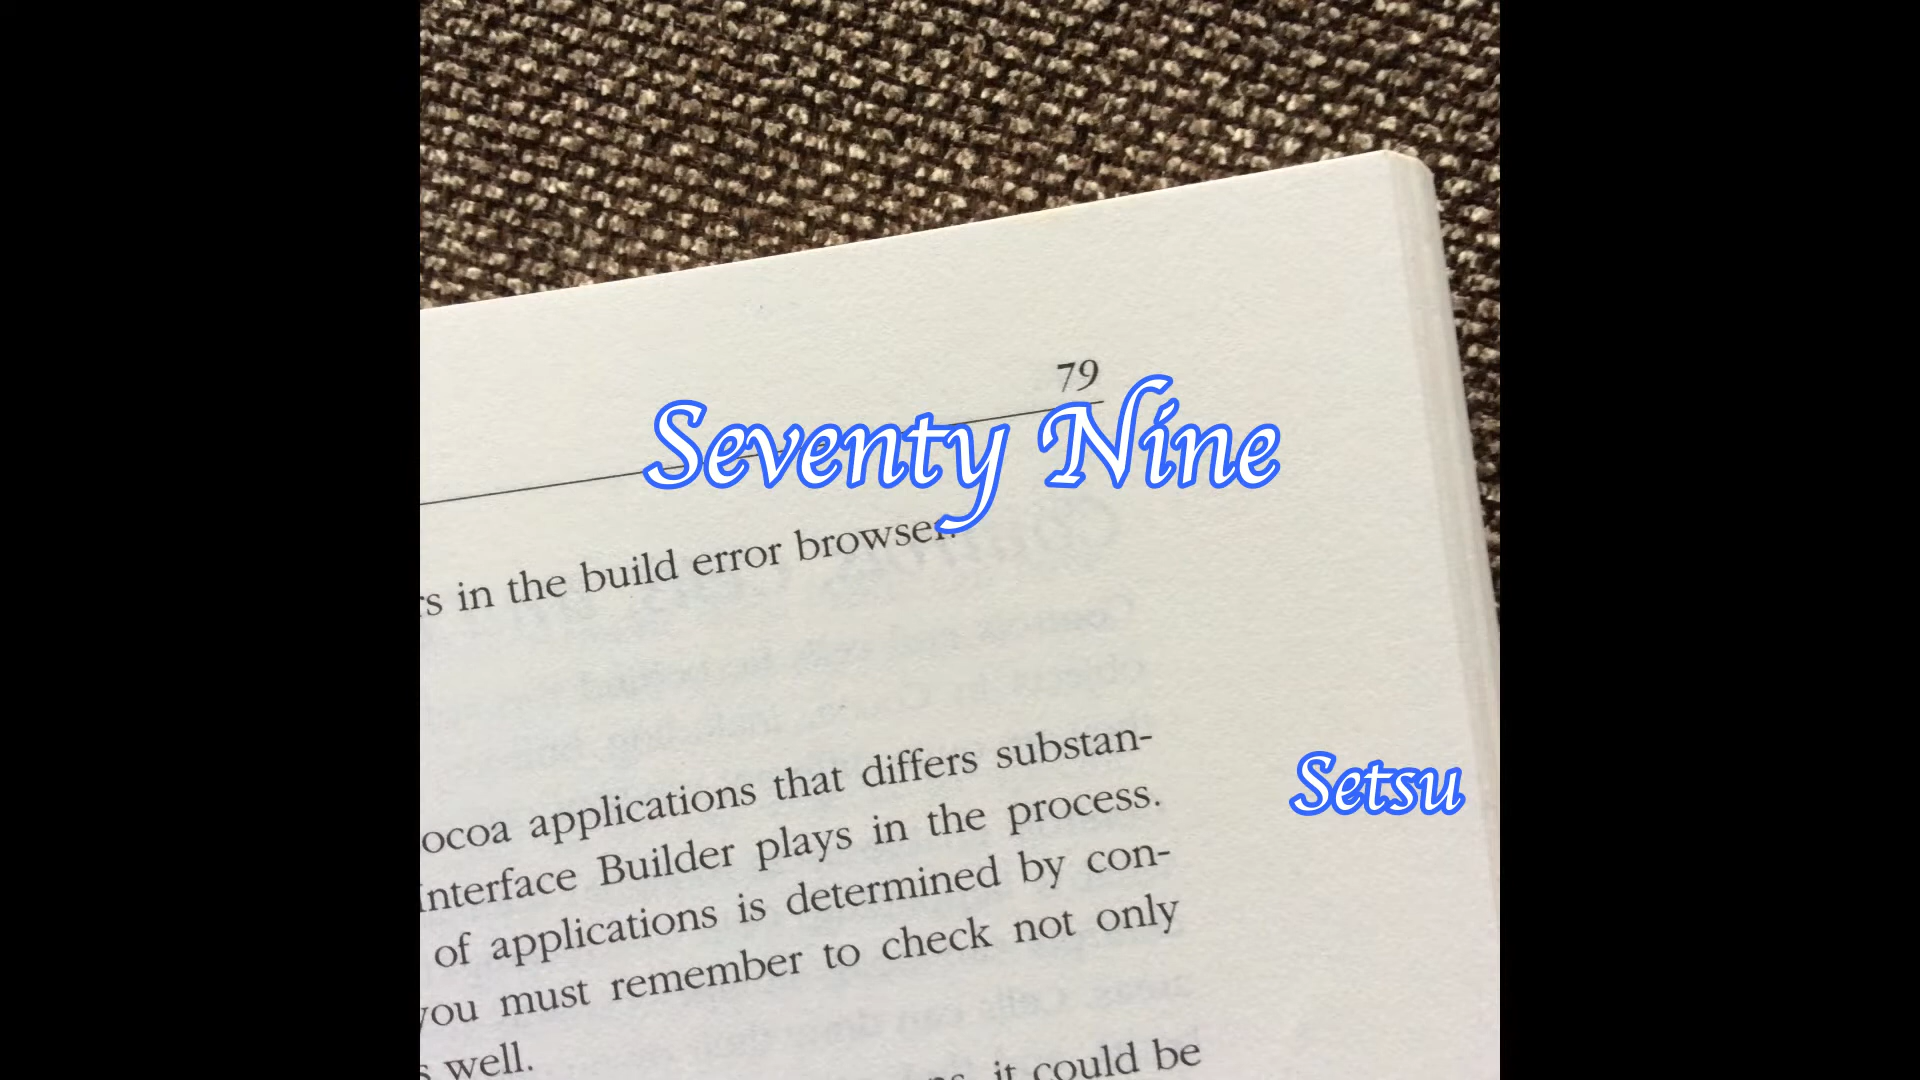 79
Seventy Nine
rs in the build error browser.
Setsu
ocoa applications that differs substan-
Interface Builder plays in the process.
of applications is determined by con-
you must remember to check not only
s well.
it could be